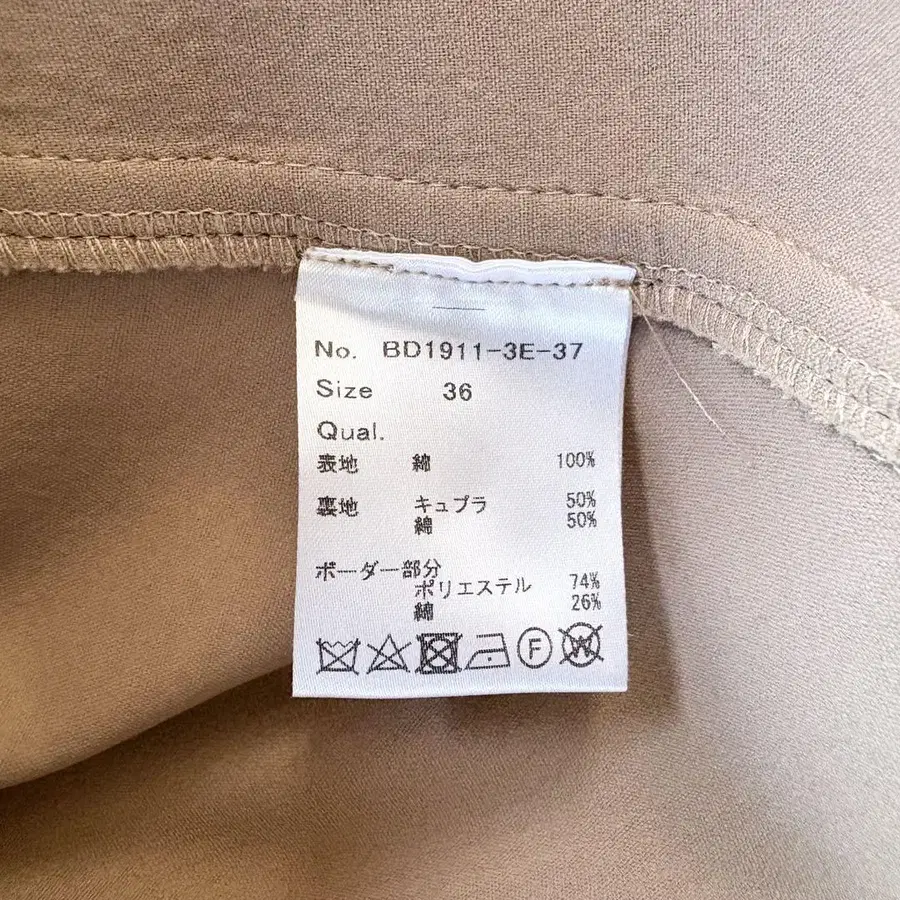 No. BD1911-3E-37
Size 36
Qual.
表地 綿 100%
裏地 キュプラ 50%
綿 50%
ボーダー部分
ポリエステル 74%
綿 26%
F W